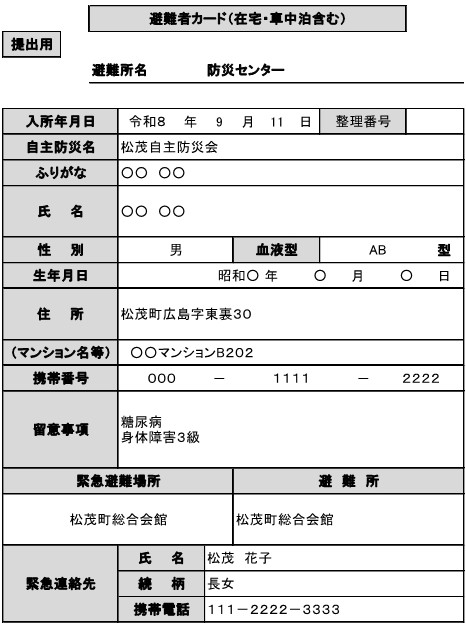 避難者カード（在宅・車中泊含む）
提出用
避難所名 防災センター
入所年月日 令和８ 年 ９ 月 11 日 整理番号
自主防災名 松茂自主防災会
ふりがな 〇〇 〇〇
氏 名 〇〇 〇〇
性 別 男 血液型 AB 型
生年月日 昭和〇 年 〇 月 〇 日
住 所 松茂町広島字東裏３０
（マンション名等） 〇〇マンションB２０２
携帯番号 ０００ － １１１１ － ２２２２
留意事項 糖尿病
身体障害３級
緊急避難場所 避 難 所
松茂町総合会館 松茂町総合会館
緊急連絡先 氏 名 松茂 花子
続 柄 長女
携帯電話 １１１－２２２２－３３３３